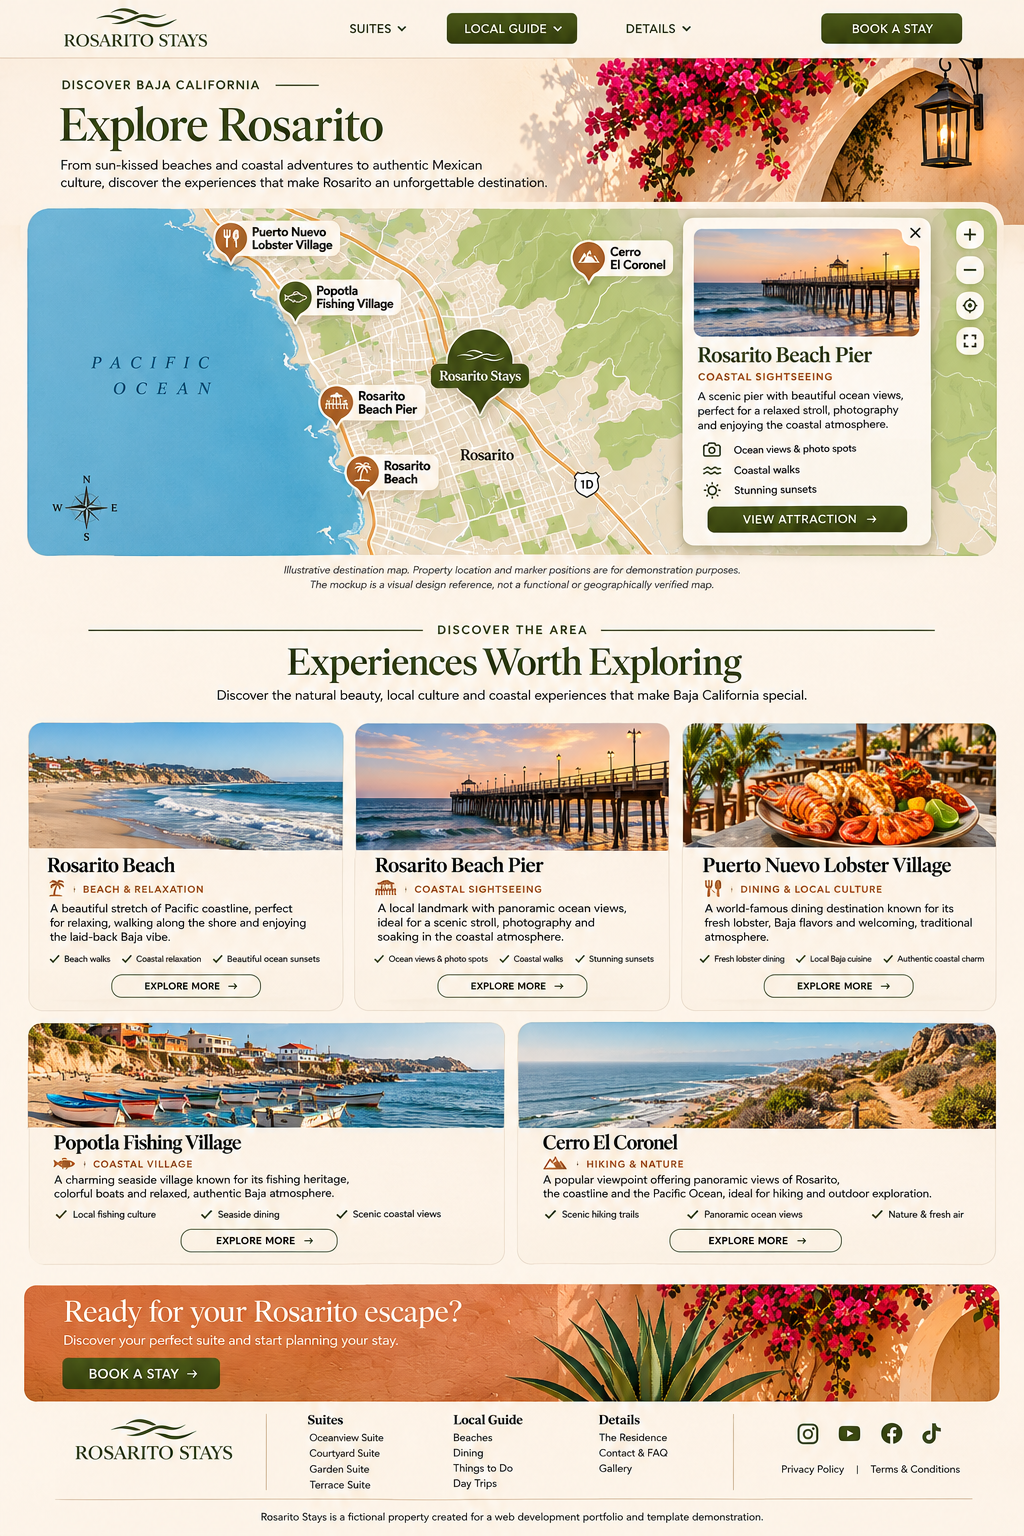 ROSARITO STAYS
SUITES
LOCAL GUIDE
DETAILS
BOOK A STAY
DISCOVER BAJA CALIFORNIA
Explore Rosarito
From sun-kissed beaches and coastal adventures to authentic Mexican
culture, discover the experiences that make Rosarito an unforgettable destination.
Puerto Nuevo
Lobster Village
Popotla
Fishing Village
Cerro
El Coronel
PACIFIC
OCEAN
Rosarito Stays
Rosarito
Beach Pier
Rosarito
Rosarito
Beach
1D
N
W
E
S
Rosarito Beach Pier
COASTAL SIGHTSEEING
A scenic pier with beautiful ocean views,
perfect for a relaxed stroll, photography
and enjoying the coastal atmosphere.
Ocean views & photo spots
Coastal walks
Stunning sunsets
VIEW ATTRACTION →
Illustrative destination map. Property location and marker positions are for demonstration purposes.
The mockup is a visual design reference, not a functional or geographically verified map.
DISCOVER THE AREA
Experiences Worth Exploring
Discover the natural beauty, local culture and coastal experiences that make Baja California special.
Rosarito Beach
BEACH & RELAXATION
A beautiful stretch of Pacific coastline, perfect
for relaxing, walking along the shore and enjoying
the laid-back Baja vibe.
✓ Beach walks ✓ Coastal relaxation ✓ Beautiful ocean sunsets
EXPLORE MORE →
Rosarito Beach Pier
COASTAL SIGHTSEEING
A local landmark with panoramic ocean views,
ideal for a scenic stroll, photography and
soaking in the coastal atmosphere.
✓ Ocean views & photo spots ✓ Coastal walks ✓ Stunning sunsets
EXPLORE MORE →
Puerto Nuevo Lobster Village
DINING & LOCAL CULTURE
A world-famous dining destination known for its
fresh lobster, Baja flavors and welcoming, traditional
atmosphere.
✓ Fresh lobster dining ✓ Local Baja cuisine ✓ Authentic coastal charm
EXPLORE MORE →
Popotla Fishing Village
COASTAL VILLAGE
A charming seaside village known for its fishing heritage,
colorful boats and relaxed, authentic Baja atmosphere.
✓ Local fishing culture ✓ Seaside dining ✓ Scenic coastal views
EXPLORE MORE →
Cerro El Coronel
HIKING & NATURE
A popular viewpoint offering panoramic views of Rosarito,
the coastline and the Pacific Ocean, ideal for hiking and outdoor exploration.
✓ Scenic hiking trails ✓ Panoramic ocean views ✓ Nature & fresh air
EXPLORE MORE →
Ready for your Rosarito escape?
Discover your perfect suite and start planning your stay.
BOOK A STAY →
ROSARITO STAYS
Suites
Oceanview Suite
Courtyard Suite
Garden Suite
Terrace Suite
Local Guide
Beaches
Dining
Things to Do
Day Trips
Details
The Residence
Contact & FAQ
Gallery
Privacy Policy | Terms & Conditions
Rosarito Stays is a fictional property created for a web development portfolio and template demonstration.